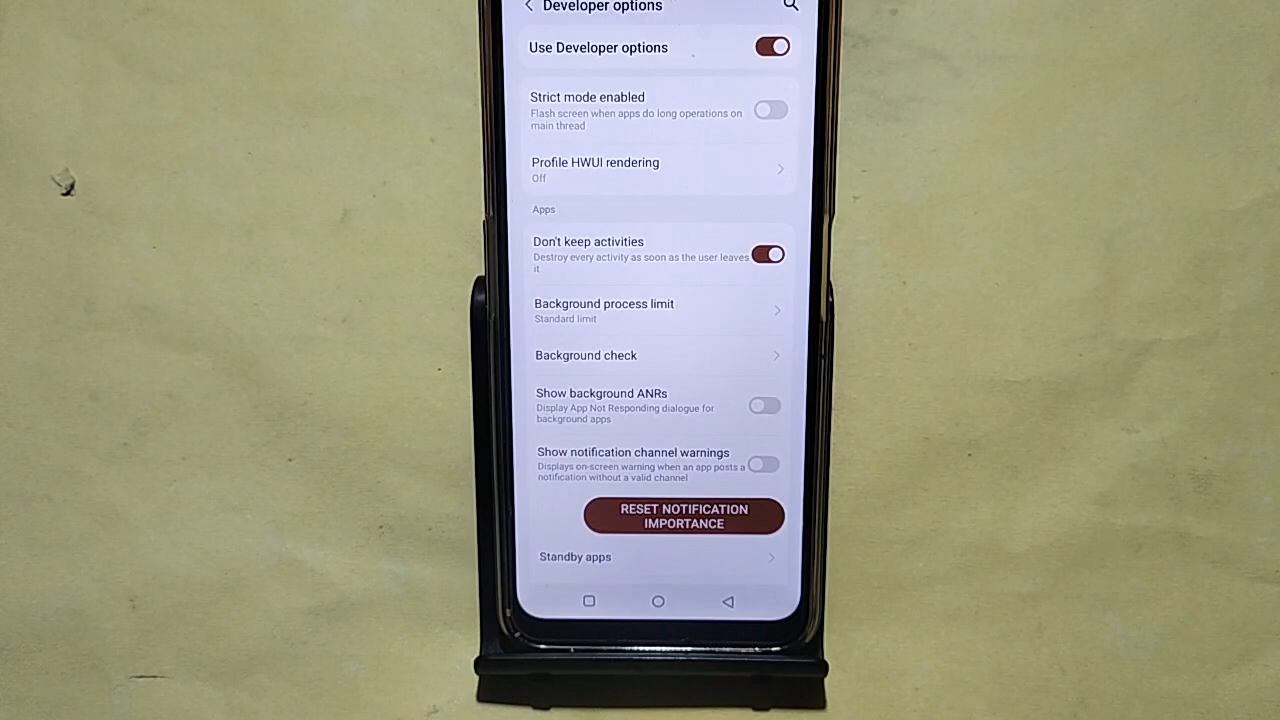 Developer options
Use Developer options
Strict mode enabled
Flash screen when apps do long operations on
main thread
Profile HWUI rendering
Off
Apps
Don't keep activities
Destroy every activity as soon as the user leaves
it
Background process limit
Standard limit
Background check
Show background ANRs
Display App Not Responding dialogue for
background apps
Show notification channel warnings
Displays on-screen warning when an app posts a
notification without a valid channel
RESET NOTIFICATION
IMPORTANCE
Standby apps